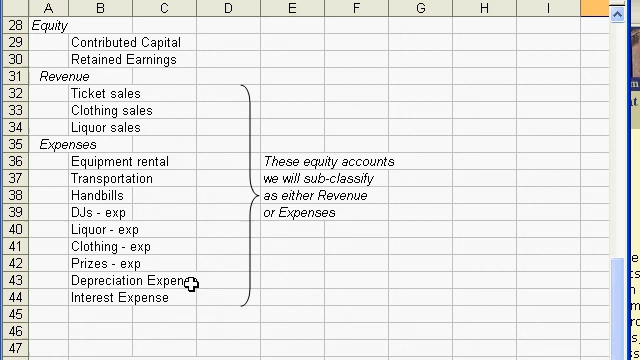 A B C D E F G H I
28 Equity
29 Contributed Capital
30 Retained Earnings
31 Revenue
32 Ticket sales
33 Clothing sales
34 Liquor sales
35 Expenses
36 Equipment rental These equity accounts
37 Transportation we will sub-classify
38 Handbills as either Revenue
39 DJs - exp or Expenses
40 Liquor - exp
41 Clothing - exp
42 Prizes - exp
43 Depreciation Expense
44 Interest Expense
45
46
47